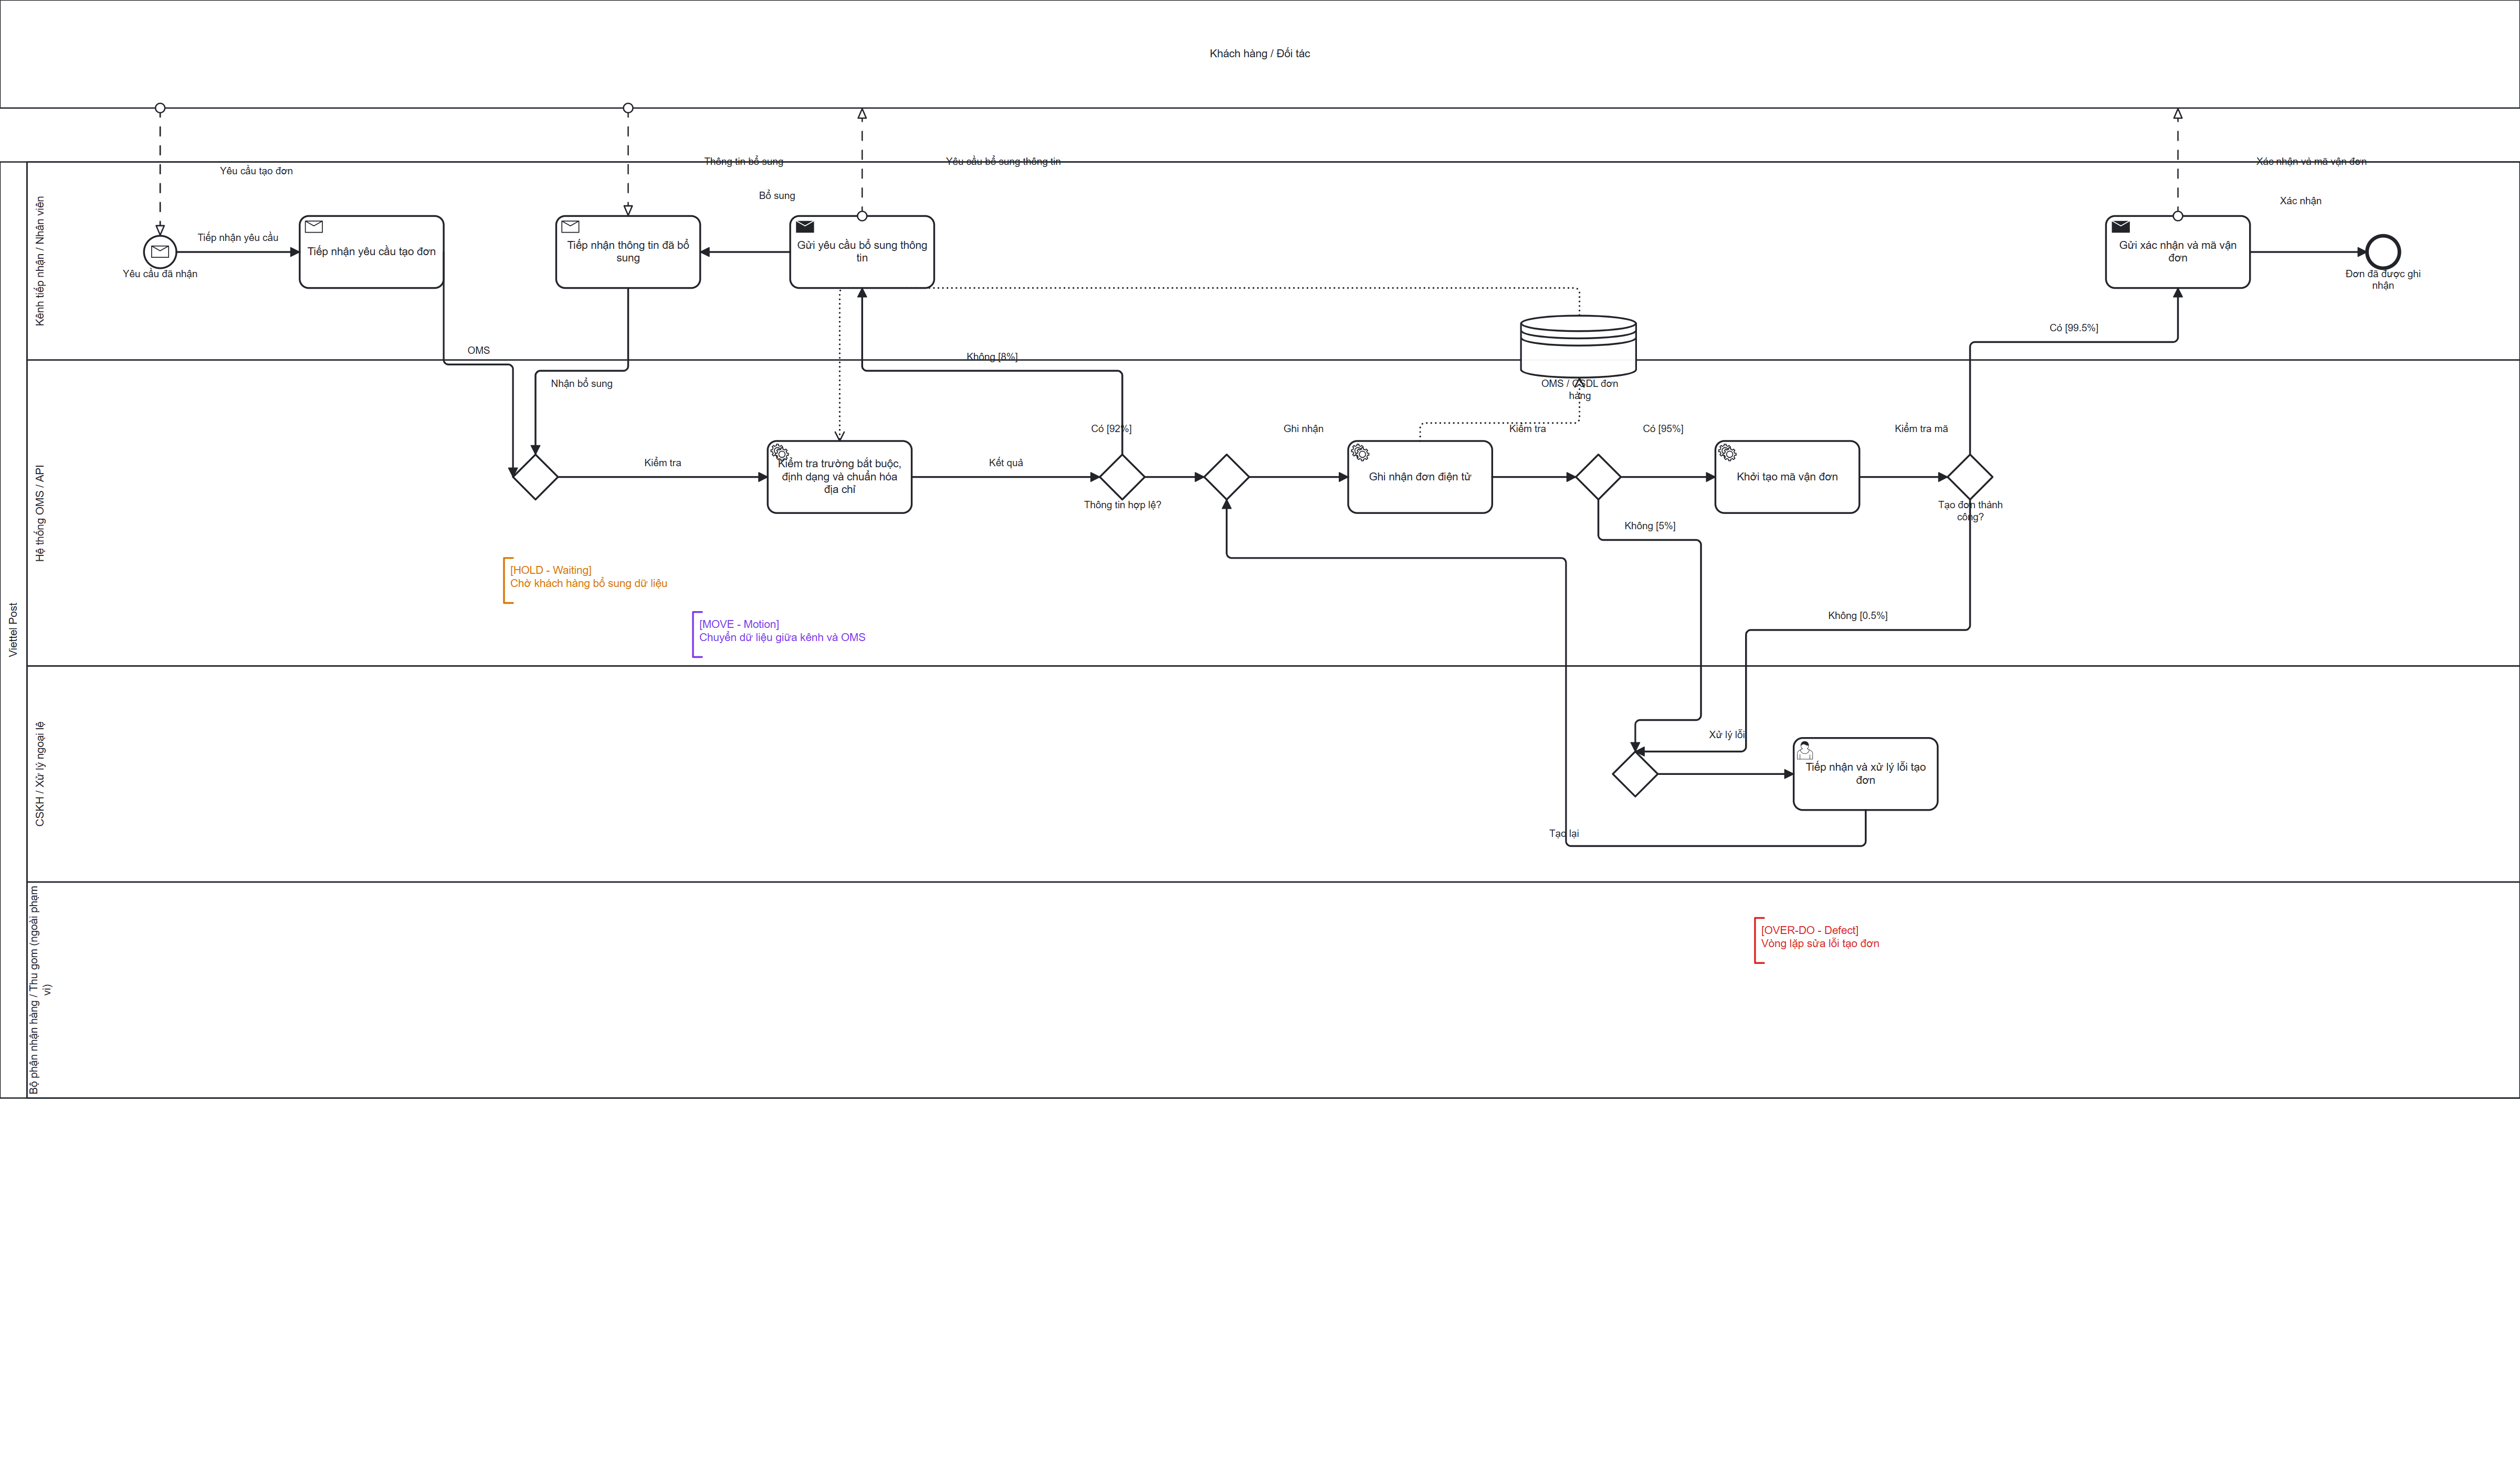 Khách hàng / Đối tác
Viettel Post
Kênh tiếp nhận / Nhân viên
Yêu cầu tạo đơn
Thông tin bổ sung
Yêu cầu bổ sung thông tin
Xác nhận và mã vận đơn
Bổ sung
Xác nhận
Tiếp nhận yêu cầu
Yêu cầu đã nhận
Tiếp nhận yêu cầu tạo đơn
Tiếp nhận thông tin đã bổ
sung
Gửi yêu cầu bổ sung thông
tin
Gửi xác nhận và mã vận
đơn
Đơn đã được ghi
nhận
Có [99.5%]
OMS
Không [8%]
Hệ thống OMS / API
Nhận bổ sung
OMS / CSDL đơn
hàng
Có [92%]
Ghi nhận
Kiểm tra
Có [95%]
Kiểm tra mã
Kiểm tra
Kiểm tra trường bắt buộc,
định dạng và chuẩn hóa
địa chỉ
Kết quả
Thông tin hợp lệ?
Ghi nhận đơn điện tử
Khởi tạo mã vận đơn
Tạo đơn thành
công?
Không [5%]
[HOLD - Waiting]
Chờ khách hàng bổ sung dữ liệu
[MOVE - Motion]
Chuyển dữ liệu giữa kênh và OMS
Không [0.5%]
CSKH / Xử lý ngoại lệ
Xử lý lỗi
Tiếp nhận và xử lý lỗi tạo
đơn
Tạo lại
Bộ phận nhận hàng / Thu gom (ngoài phạm
vi)
[OVER-DO - Defect]
Vòng lặp sửa lỗi tạo đơn